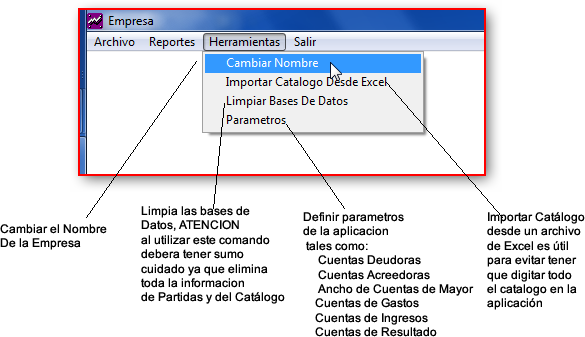 Empresa
Archivo Reportes Herramientas Salir
Cambiar Nombre
Importar Catalogo Desde Excel
Limpiar Bases De Datos
Parametros
Cambiar el Nombre
De la Empresa
Limpia las bases de
Datos, ATENCION
al utilizar este comando
debera tener sumo
cuidado ya que elimina
toda la informacion
de Partidas y del Catálogo
Definir parametros
de la aplicacion
tales como:
Cuentas Deudoras
Cuentas Acreedoras
Ancho de Cuentas de Mayor
Cuentas de Gastos
Cuentas de Ingresos
Cuentas de Resultado
Importar Catálogo
desde un archivo
de Excel es útil
para evitar tener
que digitar todo
el catalogo en la
aplicación